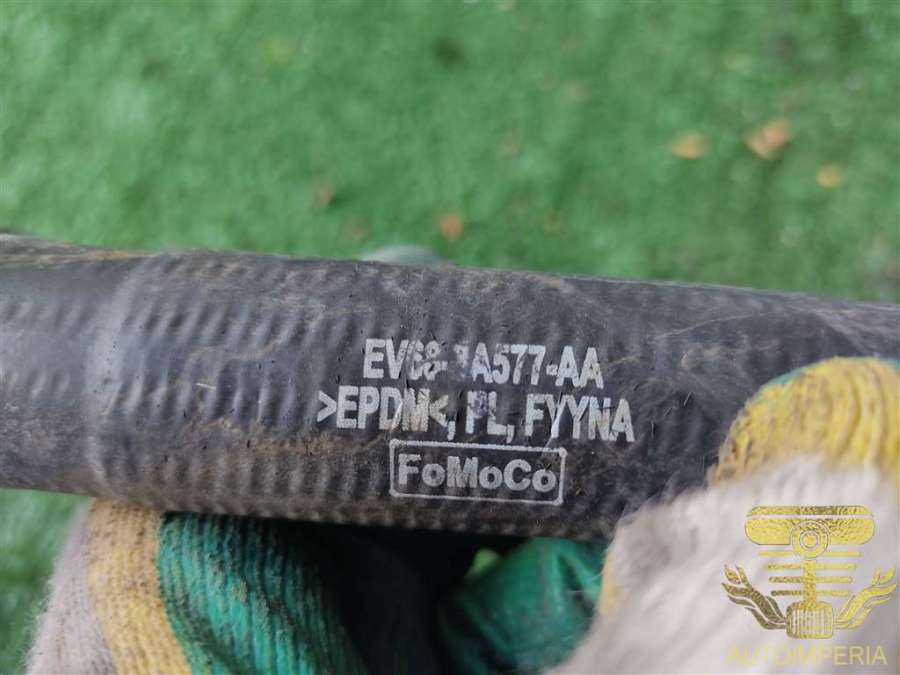 >EPDM<, PL, FYYNA
FoMoCo
AUTOIMPERIA